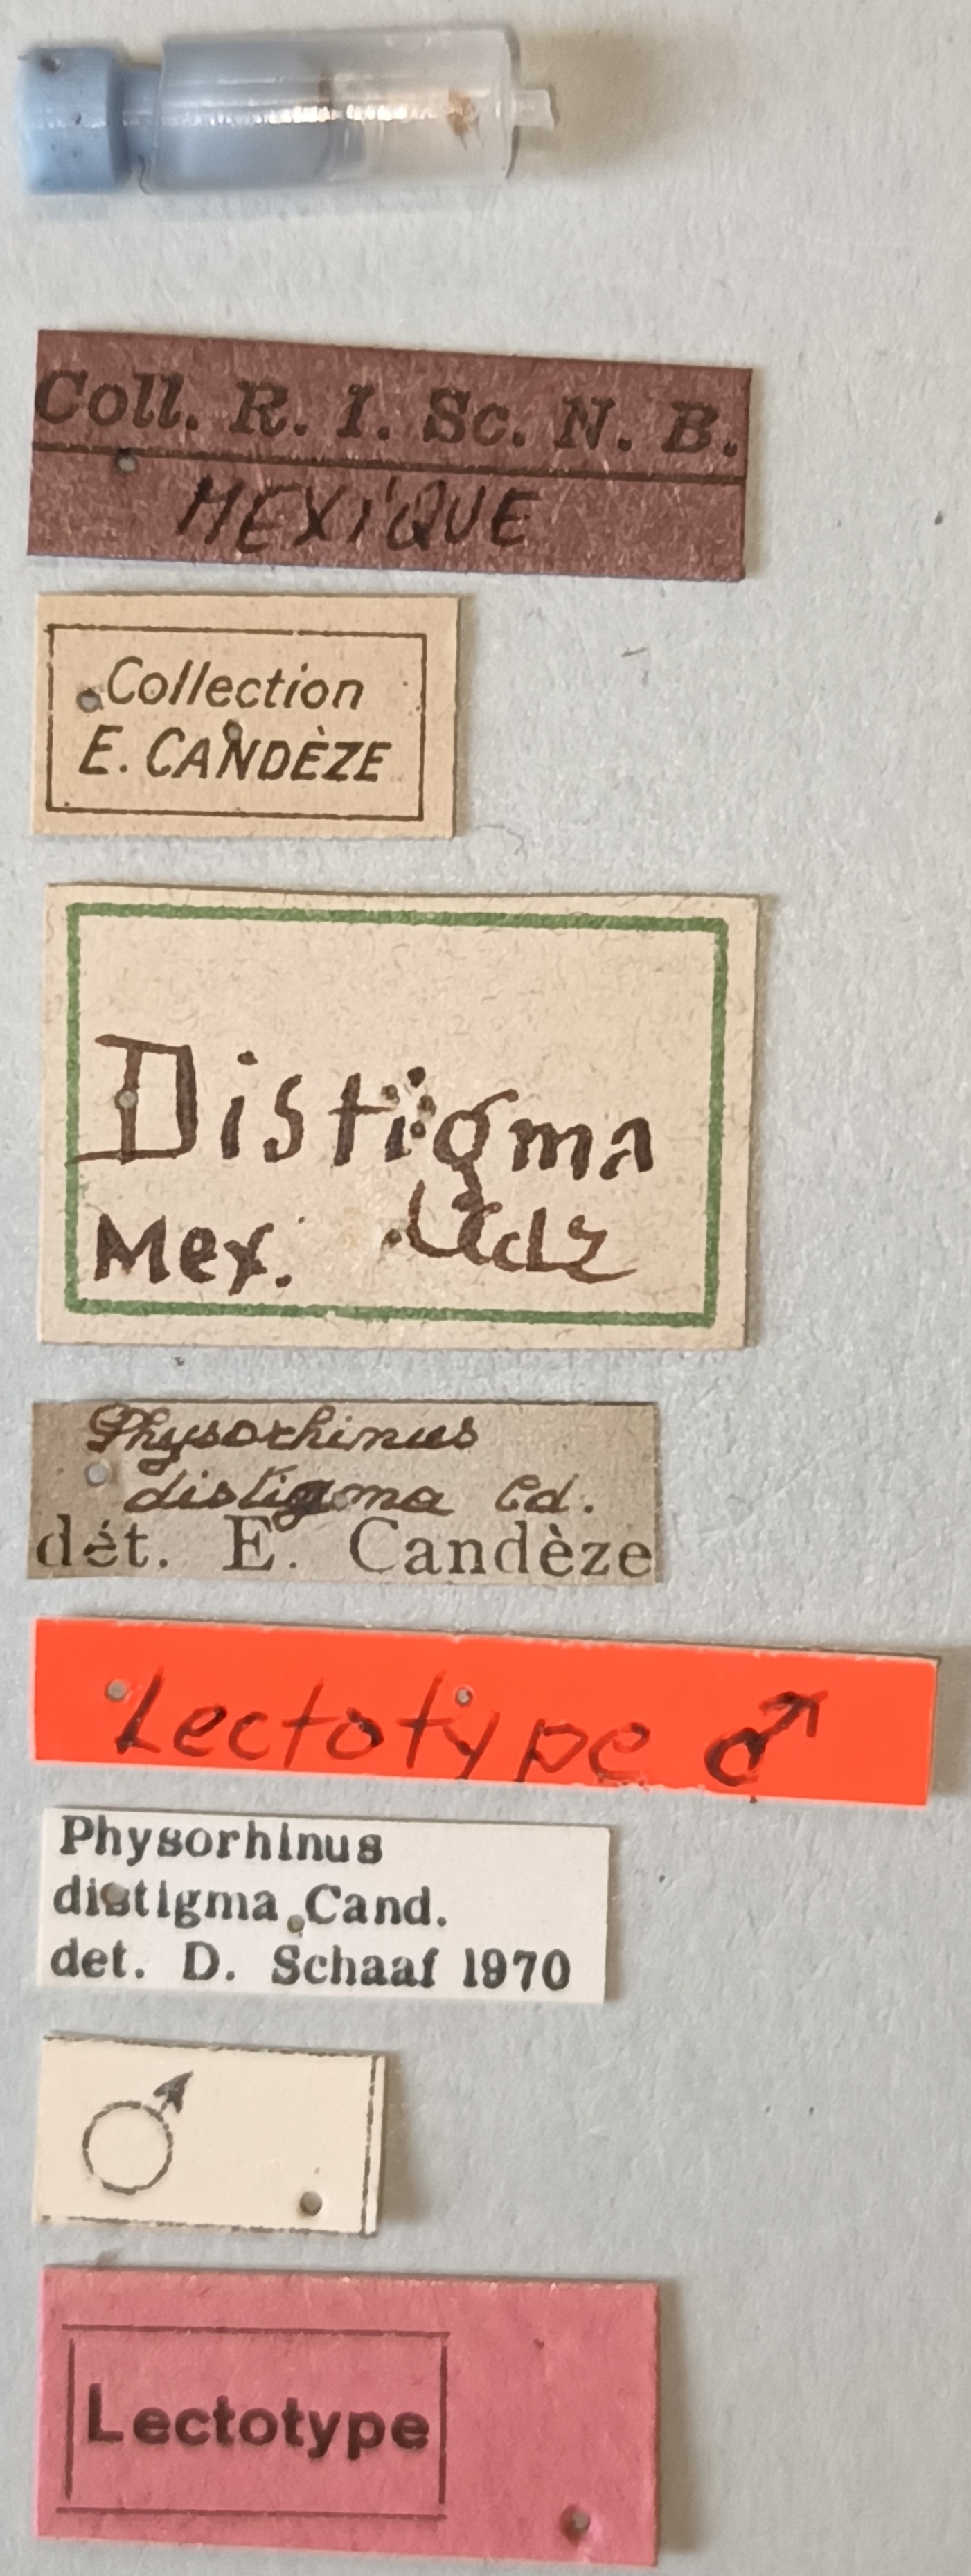 Coll. R. I. Sc. N. B.
MEXIQUE
Collection
E. CANDÈZE
Distigma
Mex. Cdz
Physorhinus
distigma Cd.
dét. E. Candèze
Lectotype ♂
Physorhinus
distigma Cand.
det. D. Schaaf 1970
♂
Lectotype